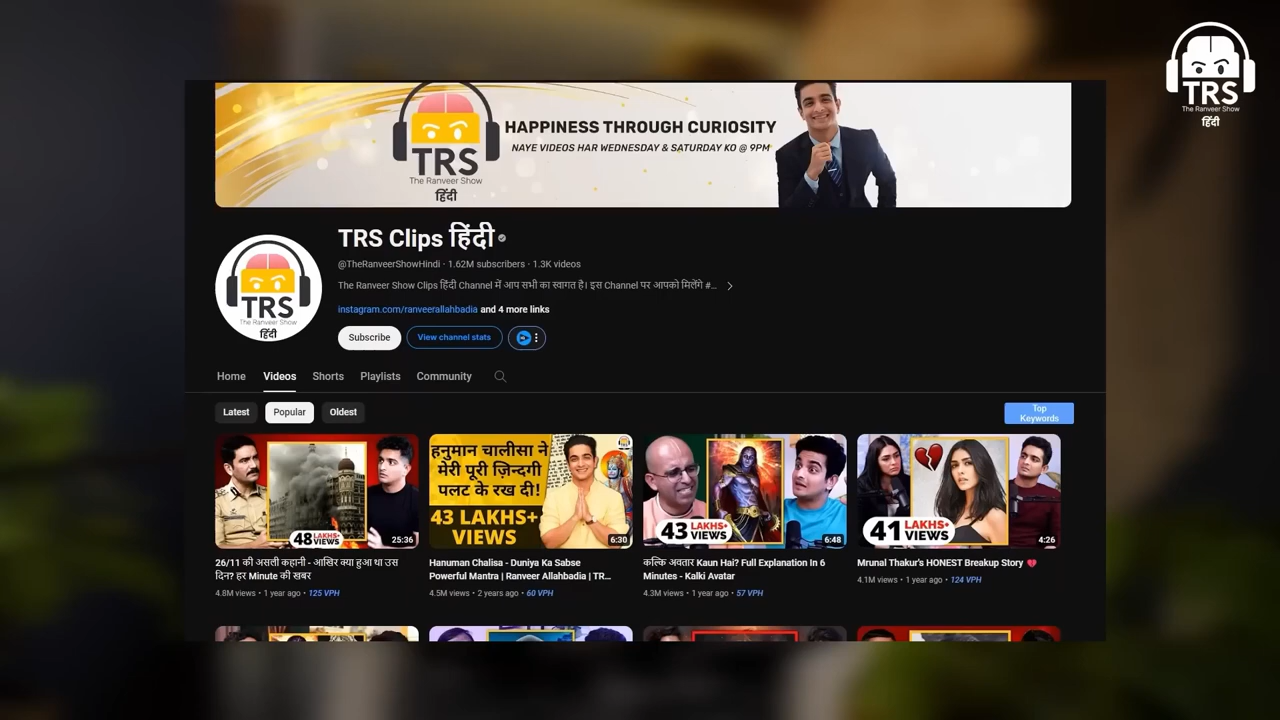 TRS
The Ranveer Show
हिंदी
TRS
The Ranveer Show
हिंदी
HAPPINESS THROUGH CURIOSITY
NAYE VIDEOS HAR WEDNESDAY & SATURDAY KO @ 9PM
TRS
The Ranveer Show
हिंदी
TRS Clips हिंदी
@TheRanveerShowHindi · 1.62M subscribers · 1.3K videos
The Ranveer Show Clips हिंदी Channel में आप सभी का स्वागत है। इस Channel पर आपको मिलेंगे #...
instagram.com/ranveerallahbadia and 4 more links
Subscribe
View channel stats
Home Videos Shorts Playlists Community
Latest Popular Oldest
Top
Keywords
48 LAKHS+
VIEWS
25:36
हनुमान चालीसा ने
मेरी पूरी ज़िन्दगी
पलट के रख दी!
43 LAKHS+
VIEWS
6:30
43 LAKHS+
VIEWS
6:48
41 LAKHS+
VIEWS
4:26
26/11 की असली कहानी - आखिर क्या हुआ था उस
दिन? हर Minute की खबर
4.8M views • 1 year ago • 125 VPH
Hanuman Chalisa - Duniya Ka Sabse
Powerful Mantra | Ranveer Allahbadia | TR...
4.5M views • 2 years ago • 60 VPH
कल्कि अवतार Kaun Hai? Full Explanation In 6
Minutes - Kalki Avatar
4.3M views • 1 year ago • 57 VPH
Mrunal Thakur's HONEST Breakup Story 💔
4.1M views • 1 year ago • 124 VPH